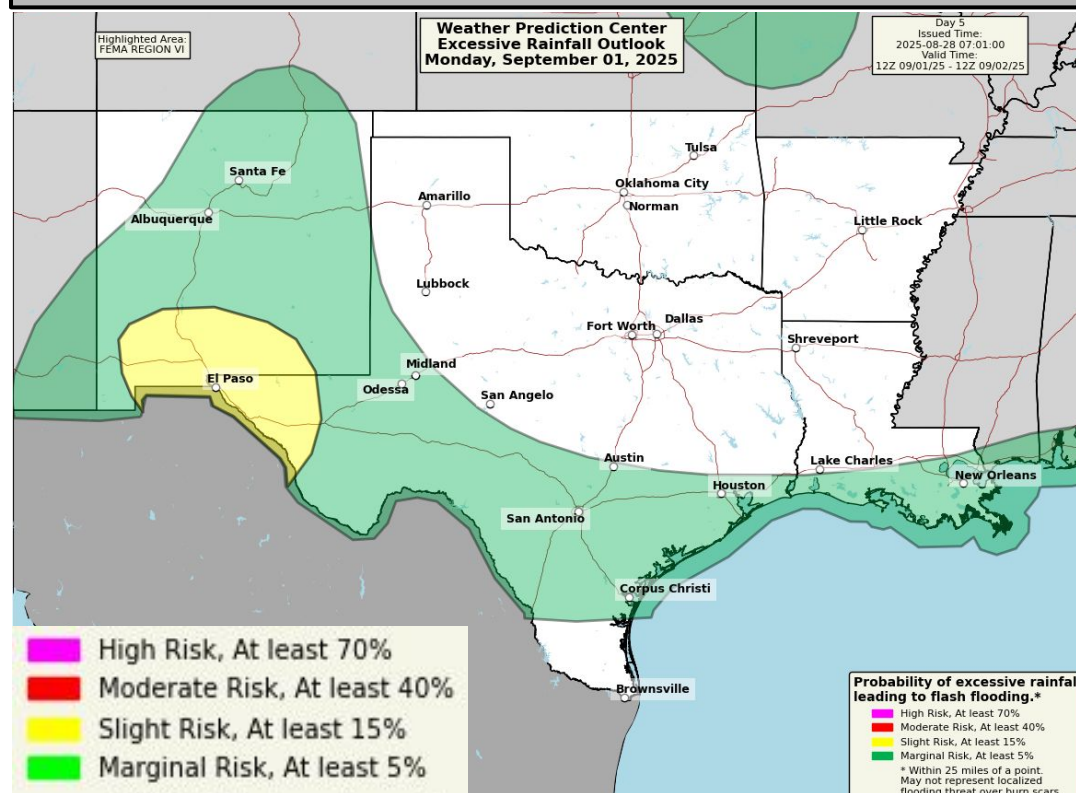 Highlighted Area:
FEMA REGION VI
Weather Prediction Center
Excessive Rainfall Outlook
Monday, September 01, 2025
Day 5
Issued Time:
2025-08-28 07:01:00
Valid Time:
12Z 09/01/25 - 12Z 09/02/25
Tulsa
Santa Fe
Oklahoma City
Amarillo
Norman
Albuquerque
Little Rock
Lubbock
Dallas
Fort Worth
Shreveport
Midland
El Paso
Odessa
San Angelo
Austin
Lake Charles
New Orleans
Houston
San Antonio
Corpus Christi
Brownsville
High Risk, At least 70%
Moderate Risk, At least 40%
Slight Risk, At least 15%
Marginal Risk, At least 5%
Probability of excessive rainfall
leading to flash flooding.*
High Risk, At least 70%
Moderate Risk, At least 40%
Slight Risk, At least 15%
Marginal Risk, At least 5%
* Within 25 miles of a point.
May not represent localized
flooding threat over burn scars